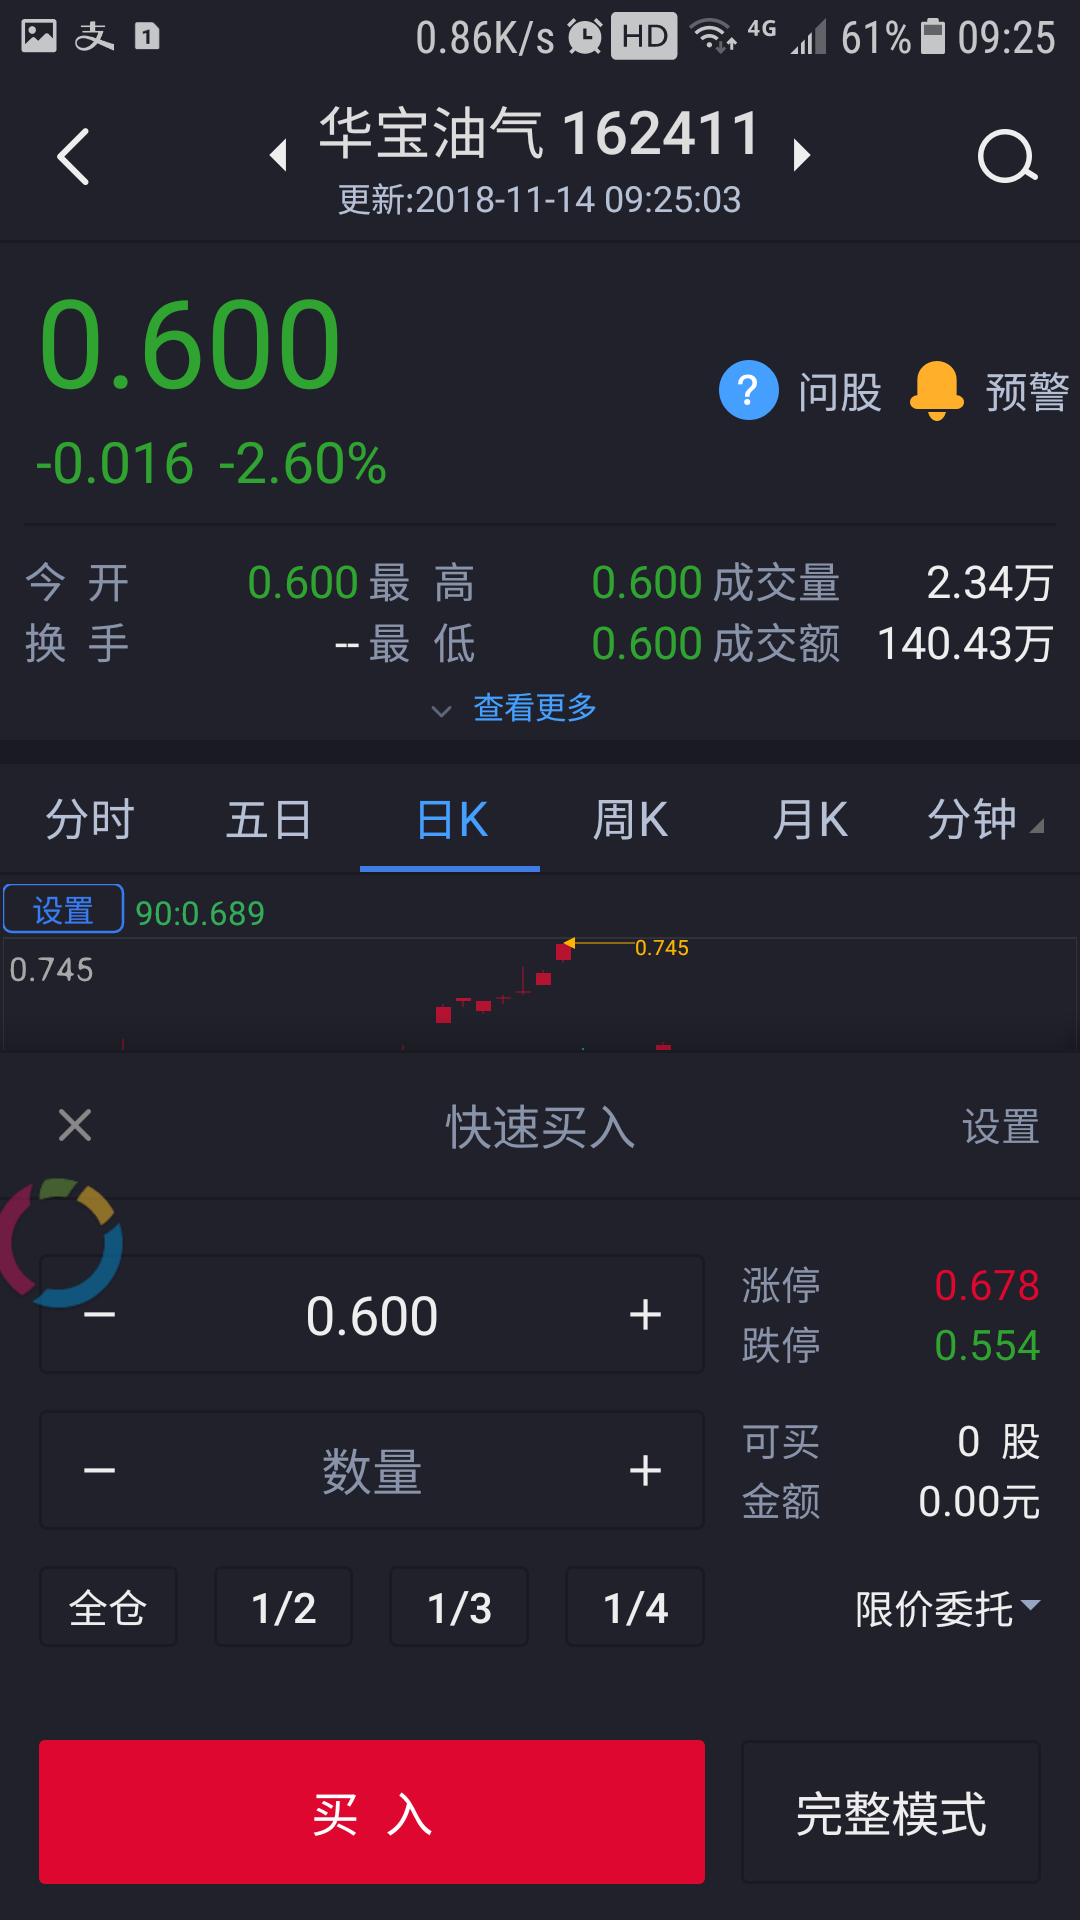 支 1 0.86K/s HD 4G 61% 09:25
华宝油气 162411
更新:2018-11-14 09:25:03
0.600
? 问股 预警
-0.016 -2.60%
今 开 0.600 最 高 0.600 成交量 2.34万
换 手 -- 最 低 0.600 成交额 140.43万
查看更多
分时 五日 日K 周K 月K 分钟
设置 90:0.689
0.745
0.745
快速买入 设置
− 0.600 + 涨停 0.678
跌停 0.554
− 数量 + 可买 0 股
金额 0.00元
全仓 1/2 1/3 1/4 限价委托
买 入 完整模式